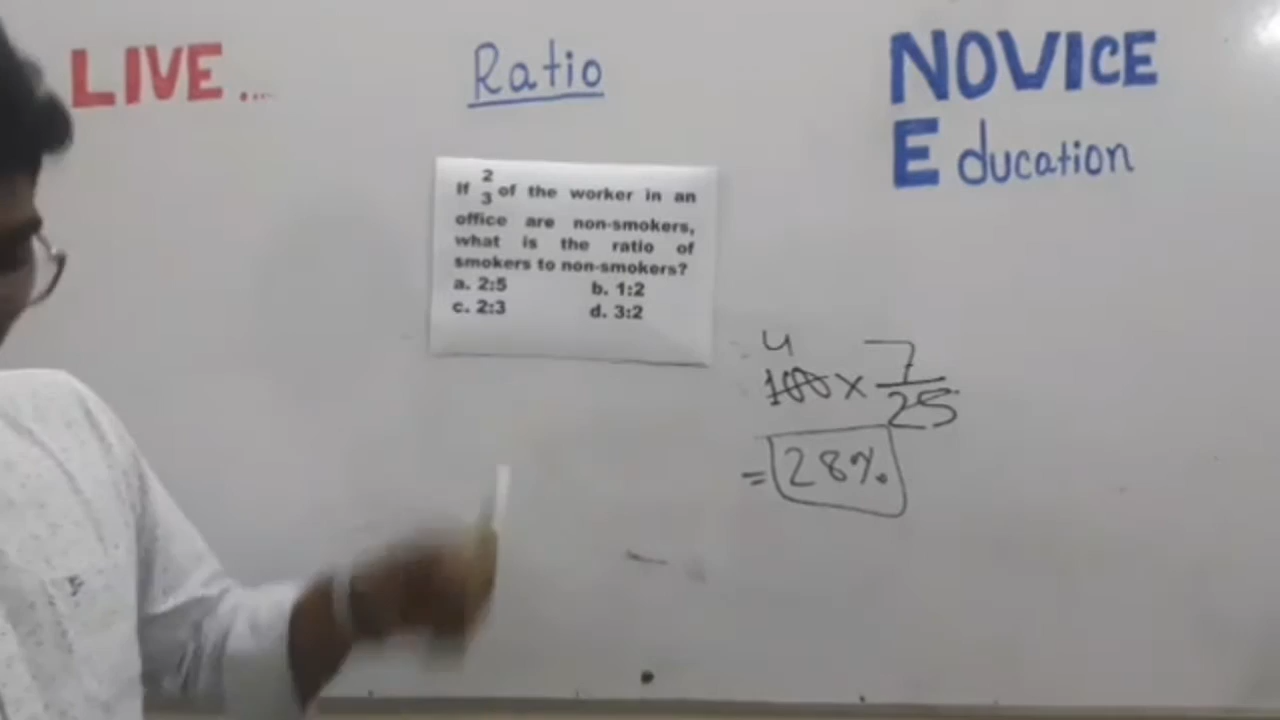 LIVE...
Ratio
NOVICE
Education
If 2/3 of the worker in an
office are non-smokers,
what is the ratio of
smokers to non-smokers?
a. 2:5 b. 1:2
c. 2:3 d. 3:2
4
100 × 7/25
= 28%